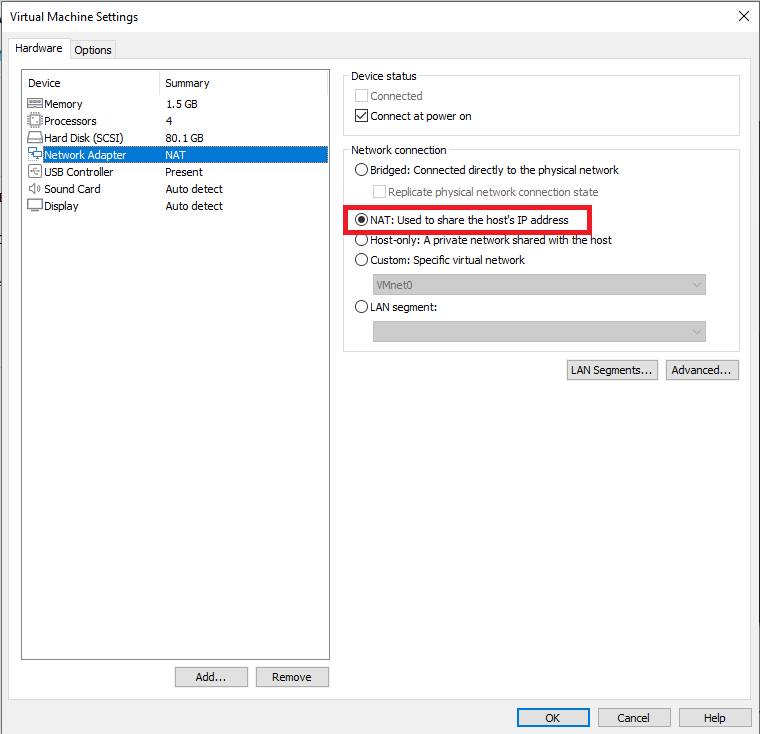 Virtual Machine Settings
Hardware
Options
Device Summary
Memory 1.5 GB
Processors 4
Hard Disk (SCSI) 80.1 GB
Network Adapter NAT
USB Controller Present
Sound Card Auto detect
Display Auto detect
Add...
Remove
Device status
Connected
Connect at power on
Network connection
Bridged: Connected directly to the physical network
Replicate physical network connection state
NAT: Used to share the host's IP address
Host-only: A private network shared with the host
Custom: Specific virtual network
VMnet0
LAN segment:
LAN Segments...
Advanced...
OK
Cancel
Help